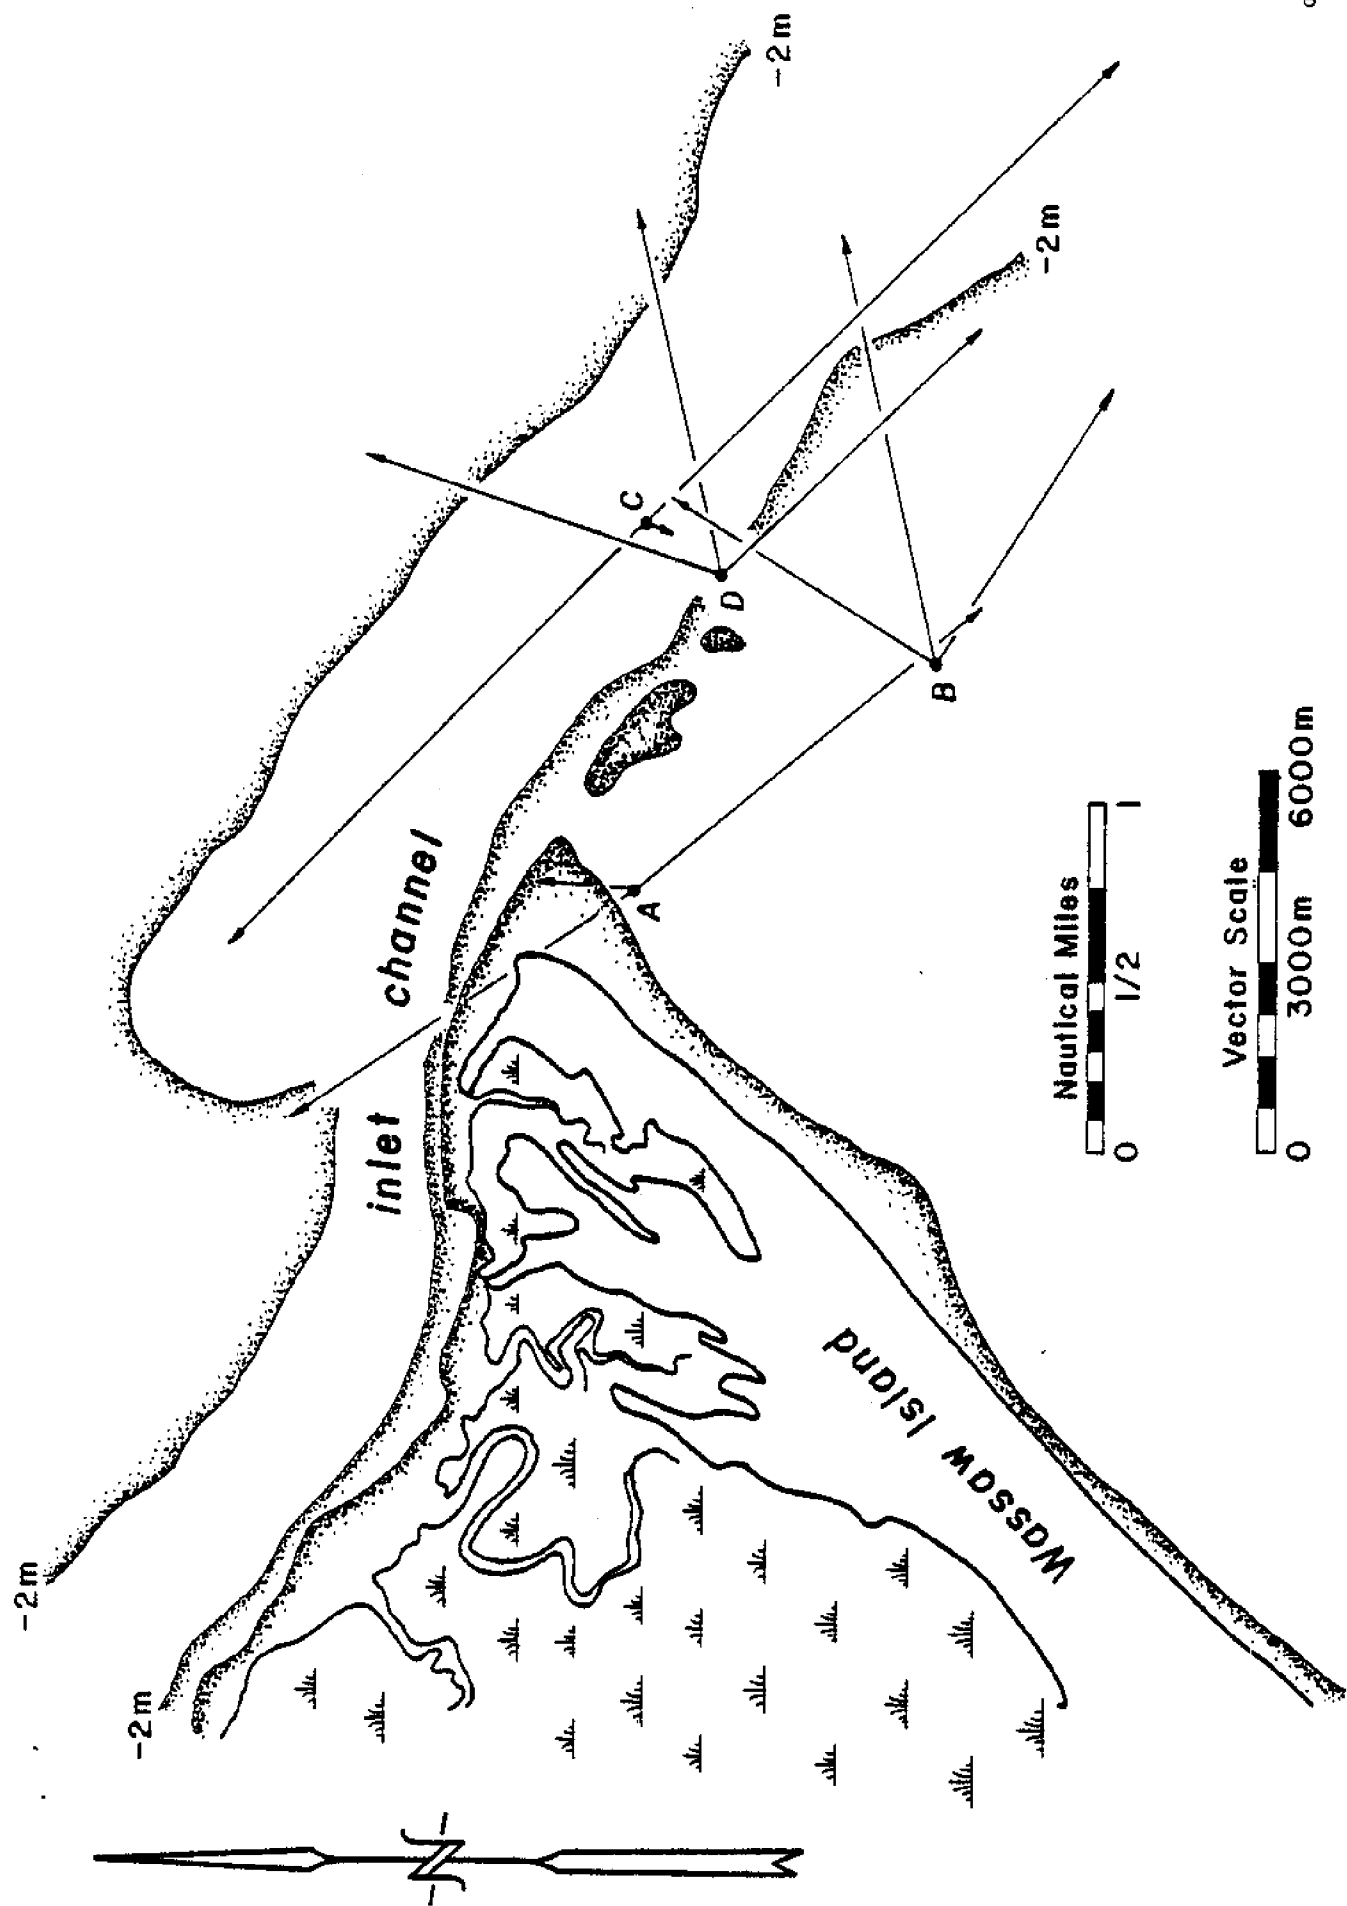 -2m
-2m
-2m
-2m
inlet channel
A
B
C
D
Wassaw Island
N
Nautical Miles
0 1/2 1
Vector Scale
0 3000m 6000m